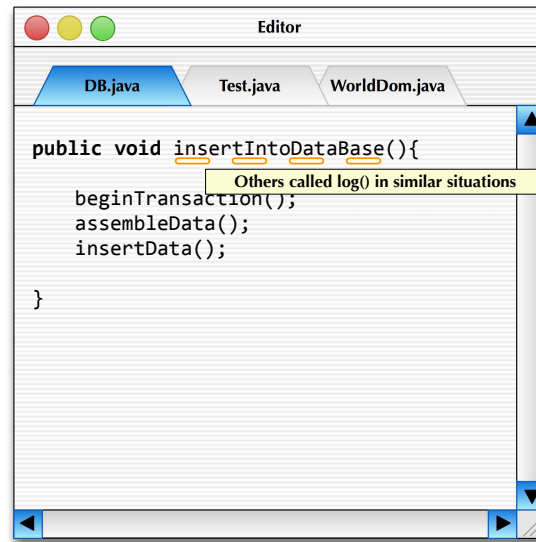 Editor
DB.java Test.java WorldDom.java
public void insertIntoDataBase(){
Others called log() in similar situations
beginTransaction();
assembleData();
insertData();
}